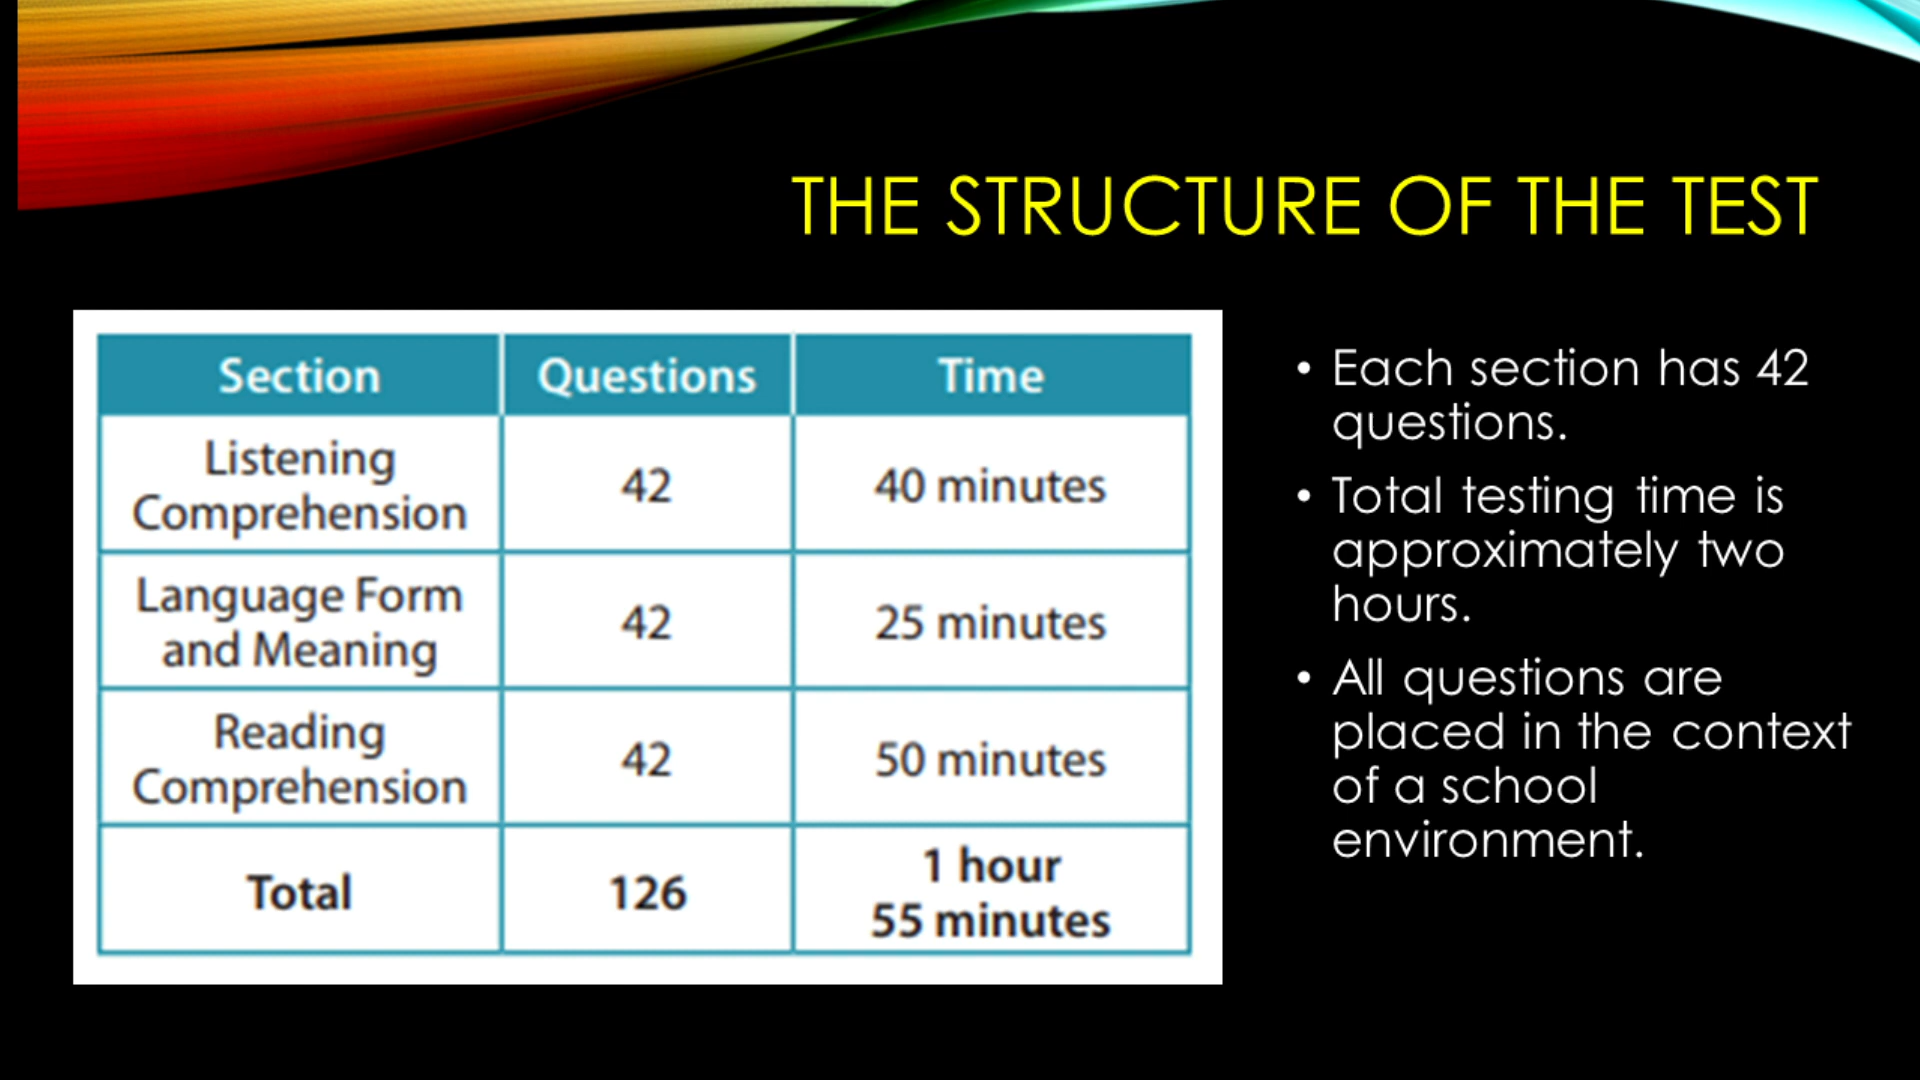 THE STRUCTURE OF THE TEST
Section Questions Time
Listening
Comprehension
42
40 minutes
Language Form
and Meaning
42
25 minutes
Reading
Comprehension
42
50 minutes
Total
126
1 hour
55 minutes
• Each section has 42
questions.
• Total testing time is
approximately two
hours.
• All questions are
placed in the context
of a school
environment.